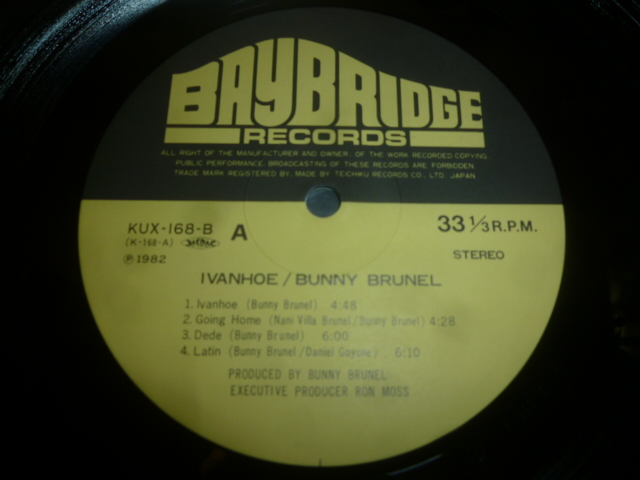 BAYBRIDGE
RECORDS
ALL RIGHT OF THE MANUFACTURER AND OWNER OF THE WORK RECORDED COPYING
PUBLIC PERFORMANCE, BROADCASTING OF THESE RECORDS ARE FORBIDDEN
TRADE MARK REGISTERED BY, MADE BY TEICHIKU RECORDS CO., LTD. JAPAN
KUX-168-B A 33 1/3 R.P.M.
(K-168-A)
℗ 1982 STEREO
IVANHOE / BUNNY BRUNEL
1. Ivanhoe (Bunny Brunel) 4:48
2. Going Home (Nani Villa Brunel/Bunny Brunel) 4:28
3. Dede (Bunny Brunel) 6:00
4. Latin (Bunny Brunel/Daniel Goyone) 6:10
PRODUCED BY BUNNY BRUNEL
EXECUTIVE PRODUCER RON MOSS